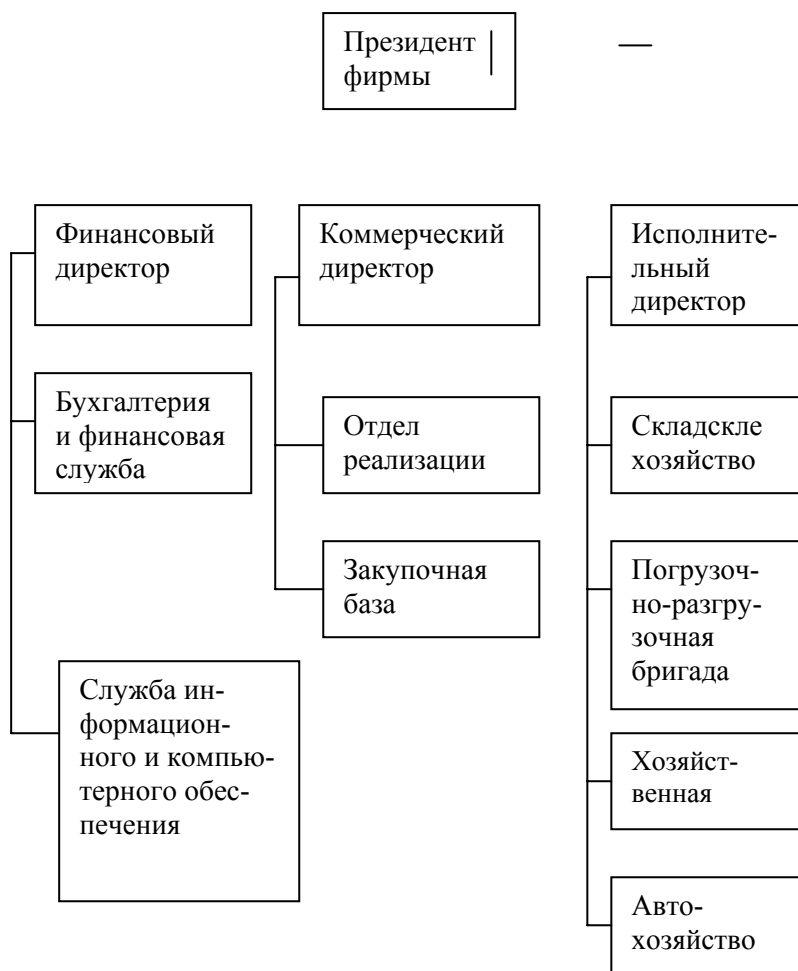 Президент
фирмы
Финансовый
директор
Коммерческий
директор
Исполните-
льный
директор
Бухгалтерия
и финансовая
служба
Отдел
реализации
Складскле
хозяйство
Закупочная
база
Погрузоч-
но-разгру-
зочная
бригада
Служба ин-
формацион-
ного и компью-
терного обес-
печения
Хозяйст-
венная
Авто-
хозяйство